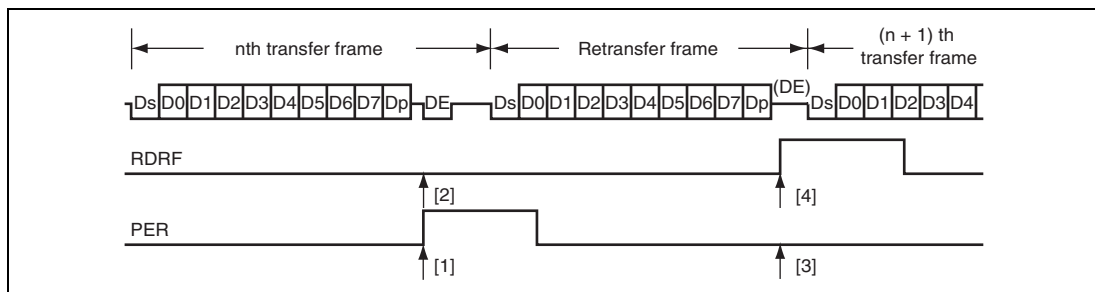 nth transfer frame
Retransfer frame
(n + 1) th
transfer frame
Ds D0 D1 D2 D3 D4 D5 D6 D7 Dp DE Ds D0 D1 D2 D3 D4 D5 D6 D7 Dp (DE) Ds D0 D1 D2 D3 D4
RDRF
[2] [4]
PER
[1] [3]